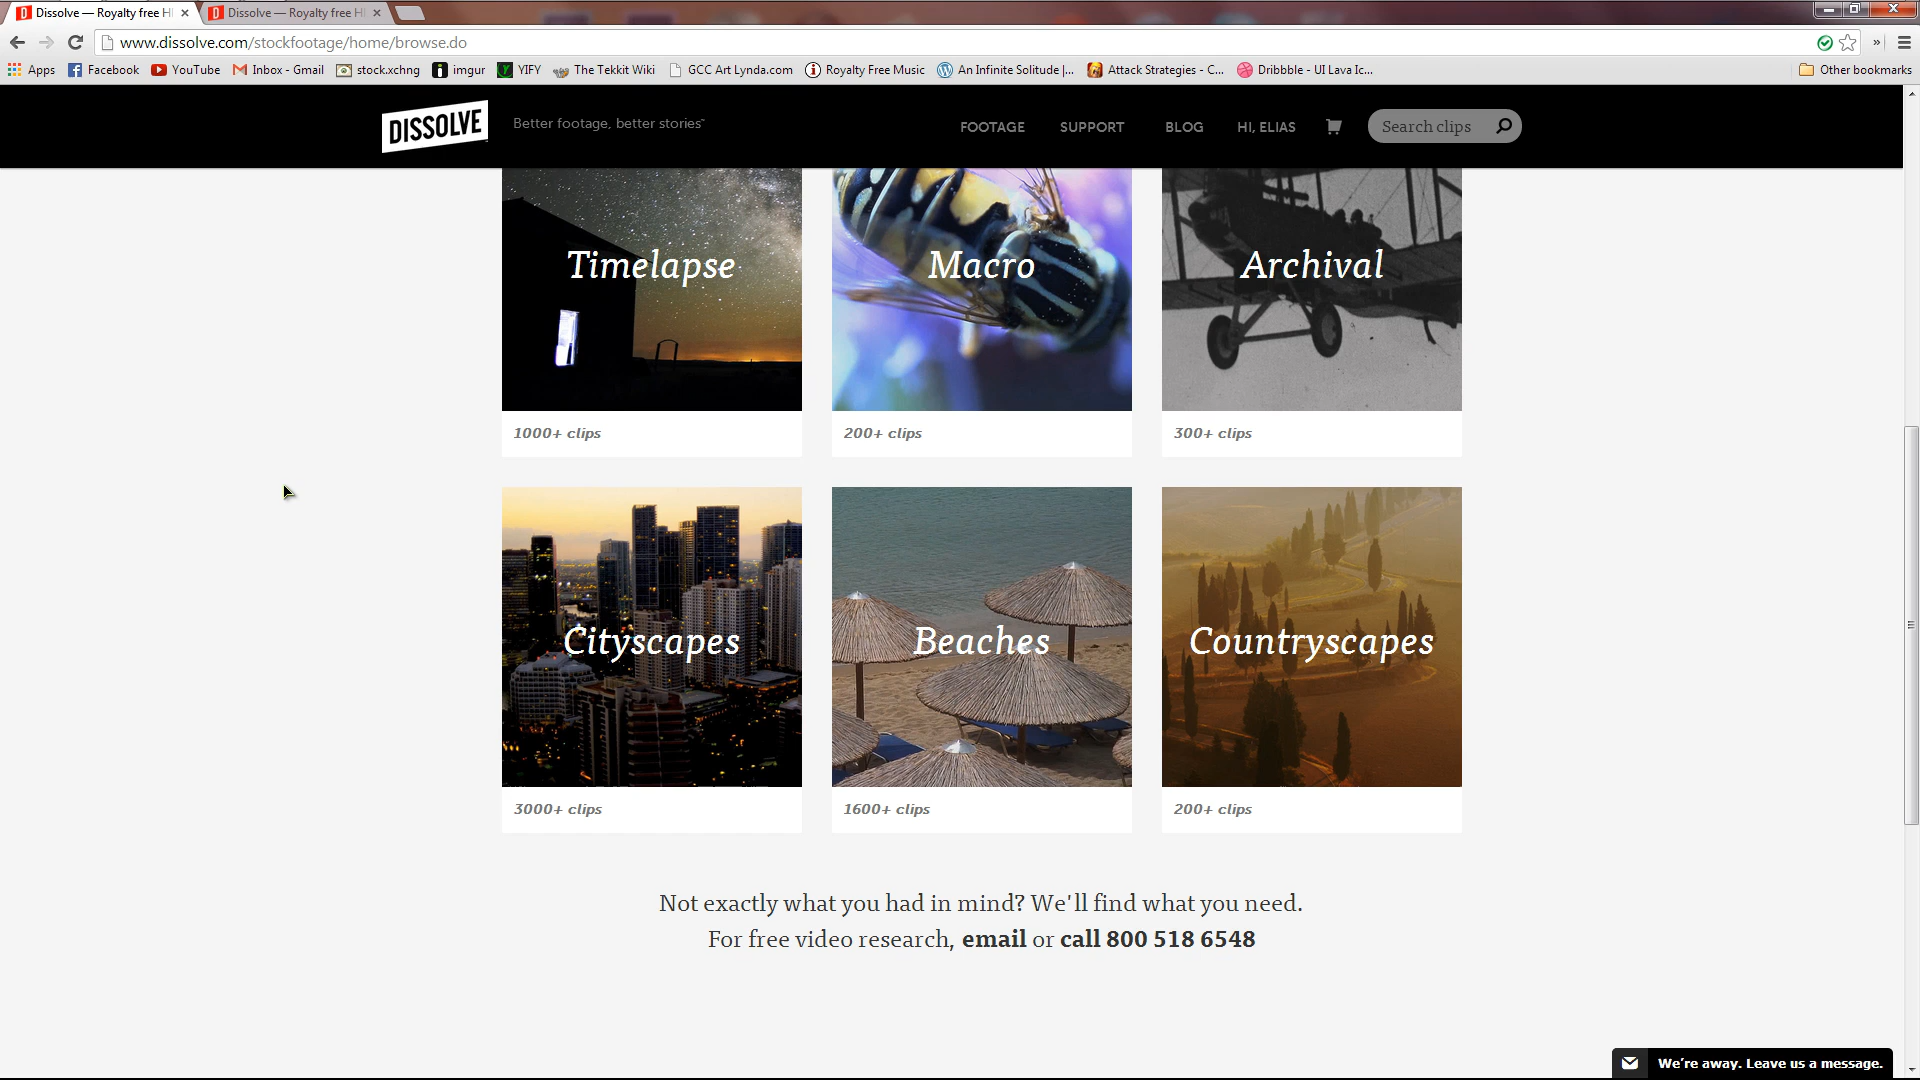 Dissolve — Royalty free H
Dissolve — Royalty free H
www.dissolve.com/stockfootage/home/browse.do
Apps Facebook YouTube Inbox - Gmail stock.xchng imgur YIFY The Tekkit Wiki GCC Art Lynda.com Royalty Free Music An Infinite Solitude |... Attack Strategies - C... Dribbble - UI Lava Ic... Other bookmarks
DISSOLVE
Better footage, better stories™
FOOTAGE SUPPORT BLOG HI, ELIAS Search clips
Timelapse
Macro
Archival
1000+ clips
200+ clips
300+ clips
Cityscapes
Beaches
Countryscapes
3000+ clips
1600+ clips
200+ clips
Not exactly what you had in mind? We'll find what you need.
For free video research, email or call 800 518 6548
We're away. Leave us a message.